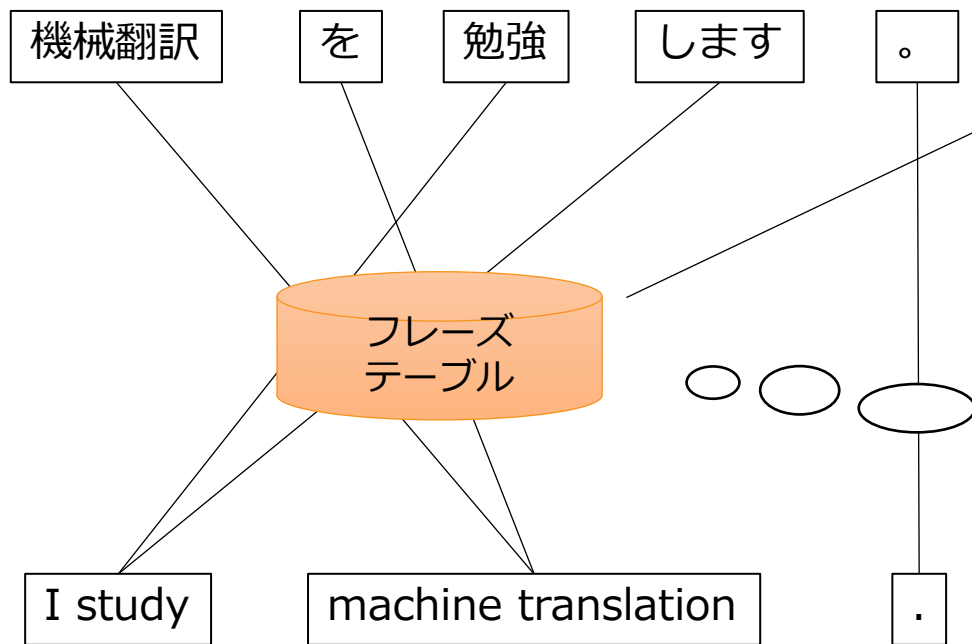 機械翻訳 を 勉強 します 。
フレーズ
テーブル
I study machine translation .